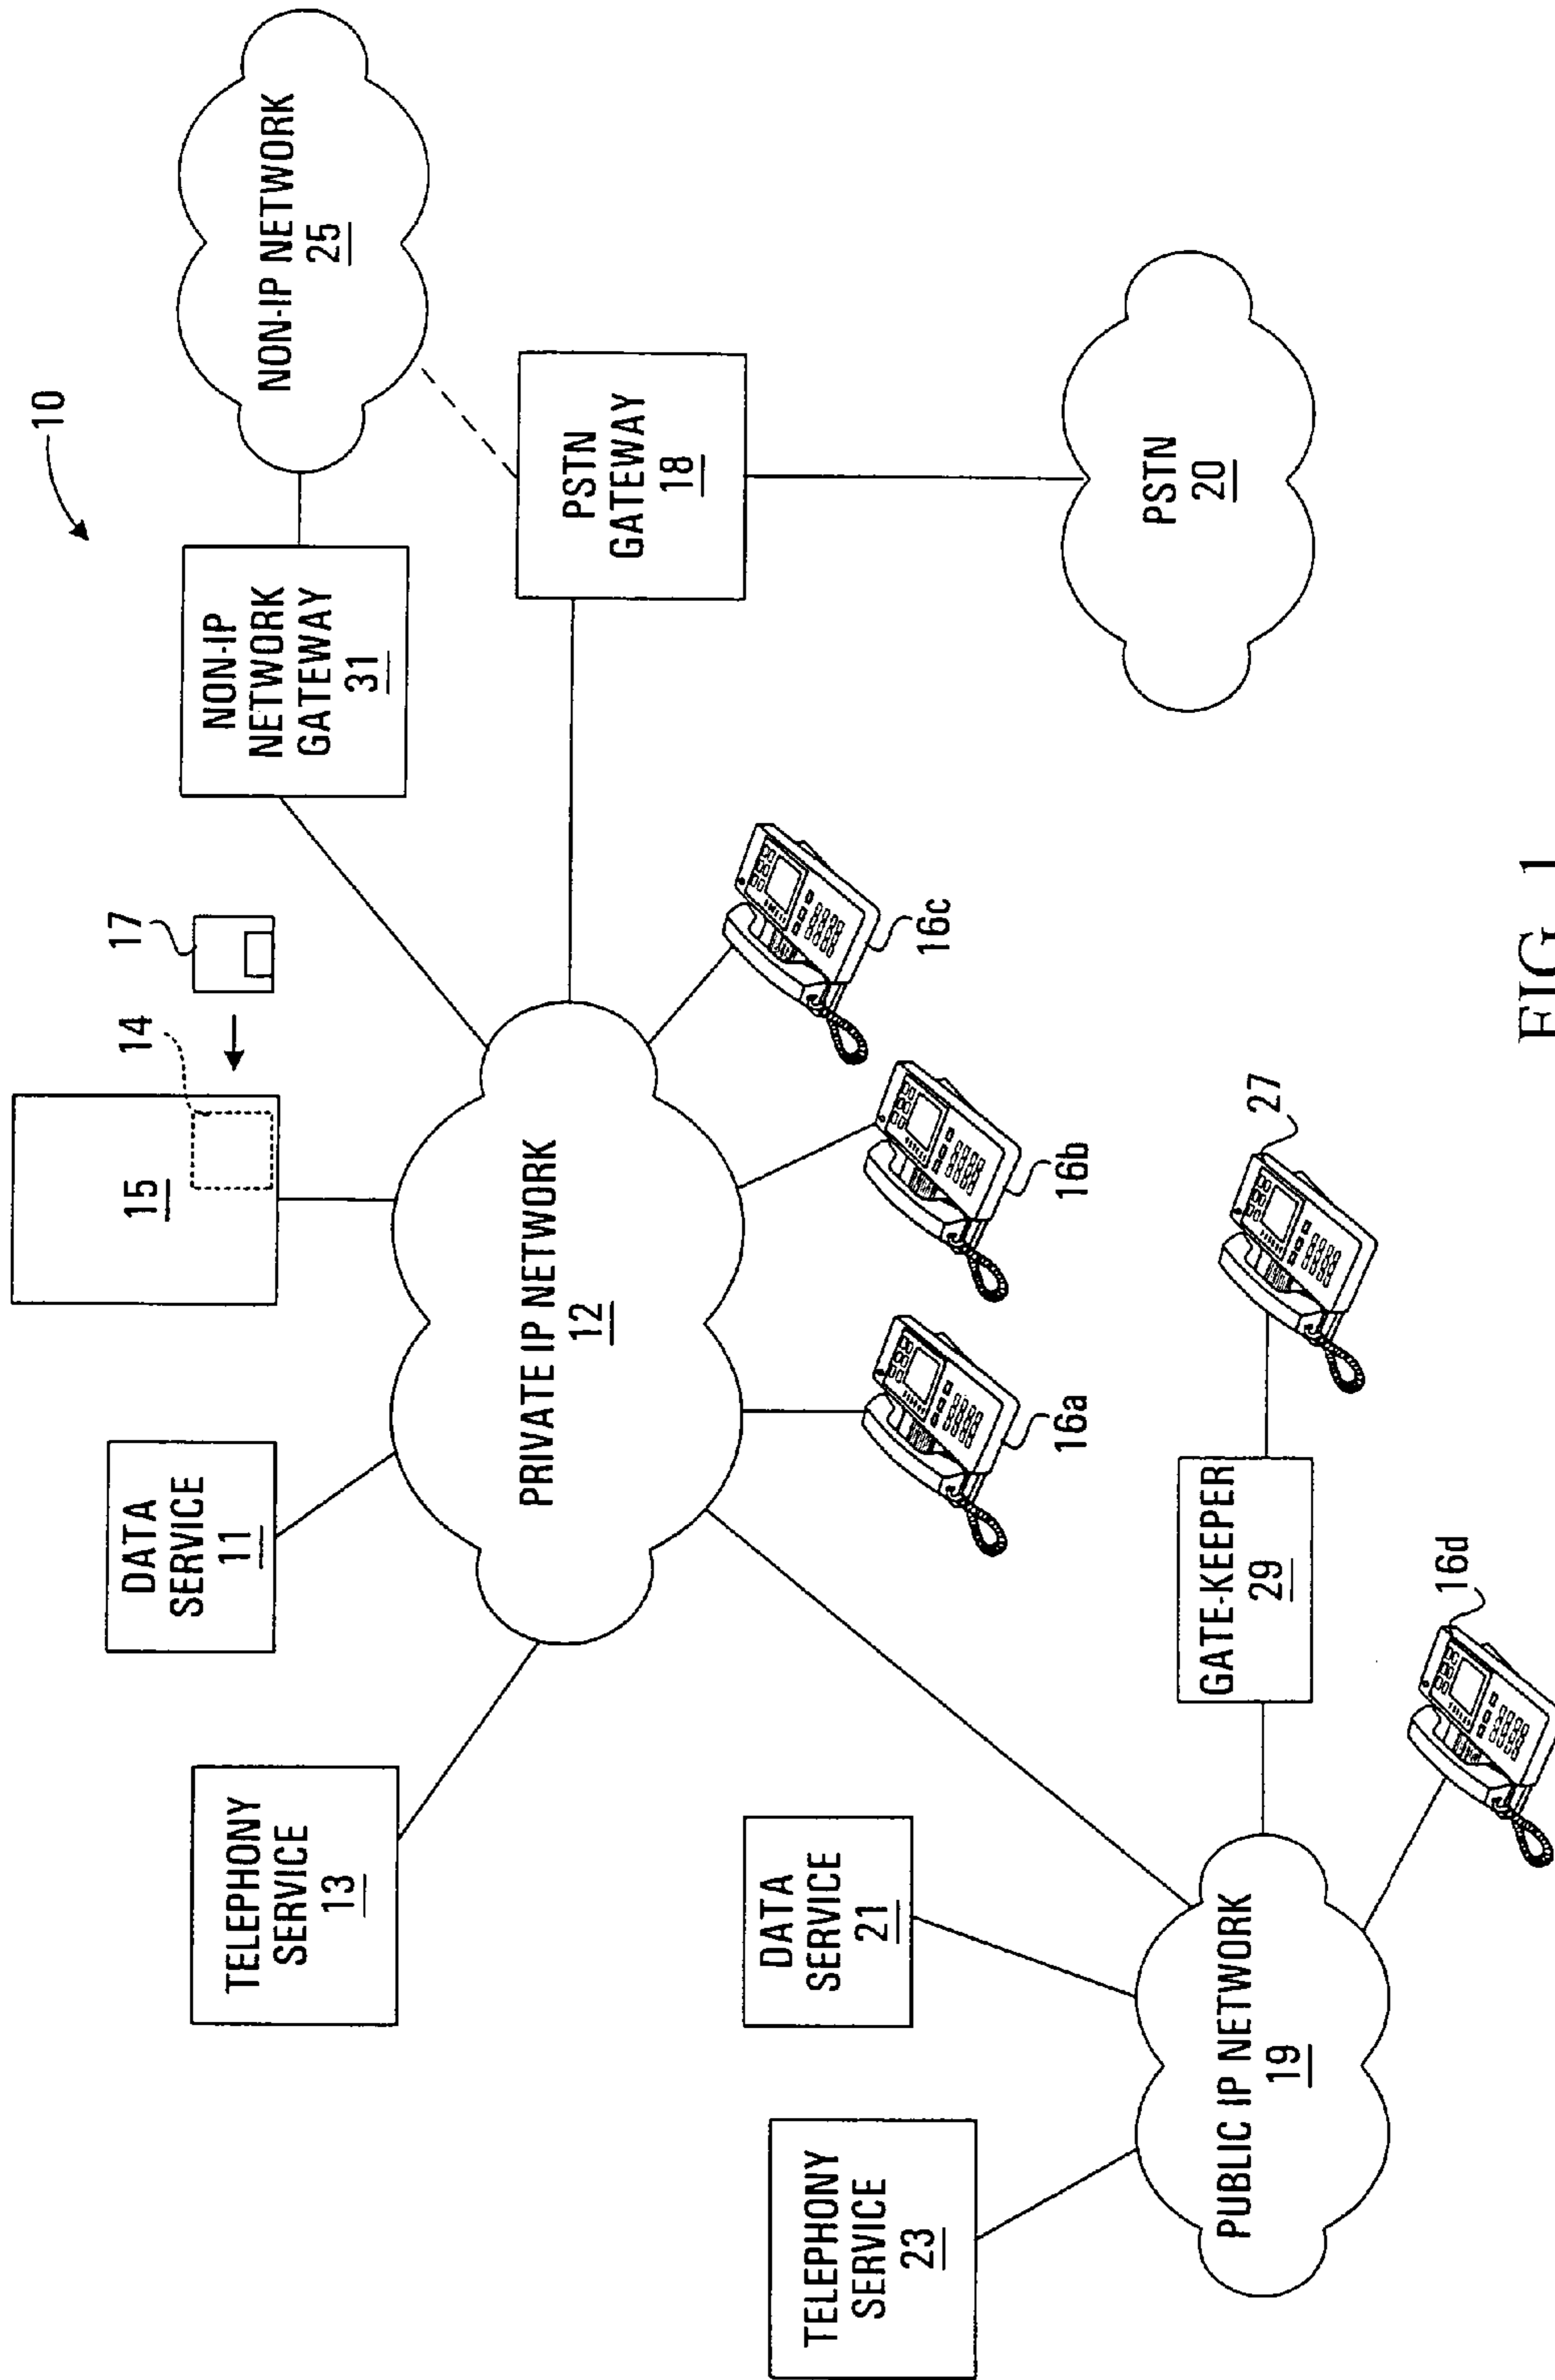 10
TELEPHONY
SERVICE
13
DATA
SERVICE
11
15
14
17
NON-IP
NETWORK
GATEWAY
31
NON-IP NETWORK
25
PRIVATE IP NETWORK
12
PSTN
GATEWAY
18
16a
16b
16c
TELEPHONY
SERVICE
23
DATA
SERVICE
21
PUBLIC IP NETWORK
19
GATE-KEEPER
29
27
16d
PSTN
20
FIG. 1